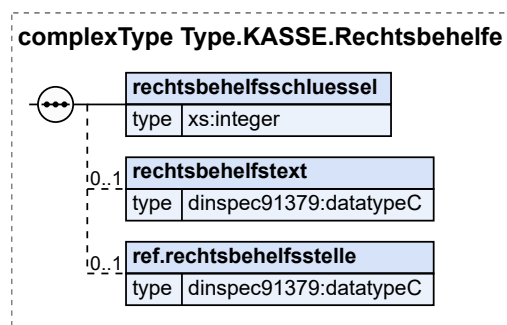 complexType Type.KASSE.Rechtsbehelfe
rechtsbehelfsschluessel
type xs:integer
0..1
rechtsbehelfstext
type dinspec91379:datatypeC
0..1
ref.rechtsbehelfsstelle
type dinspec91379:datatypeC